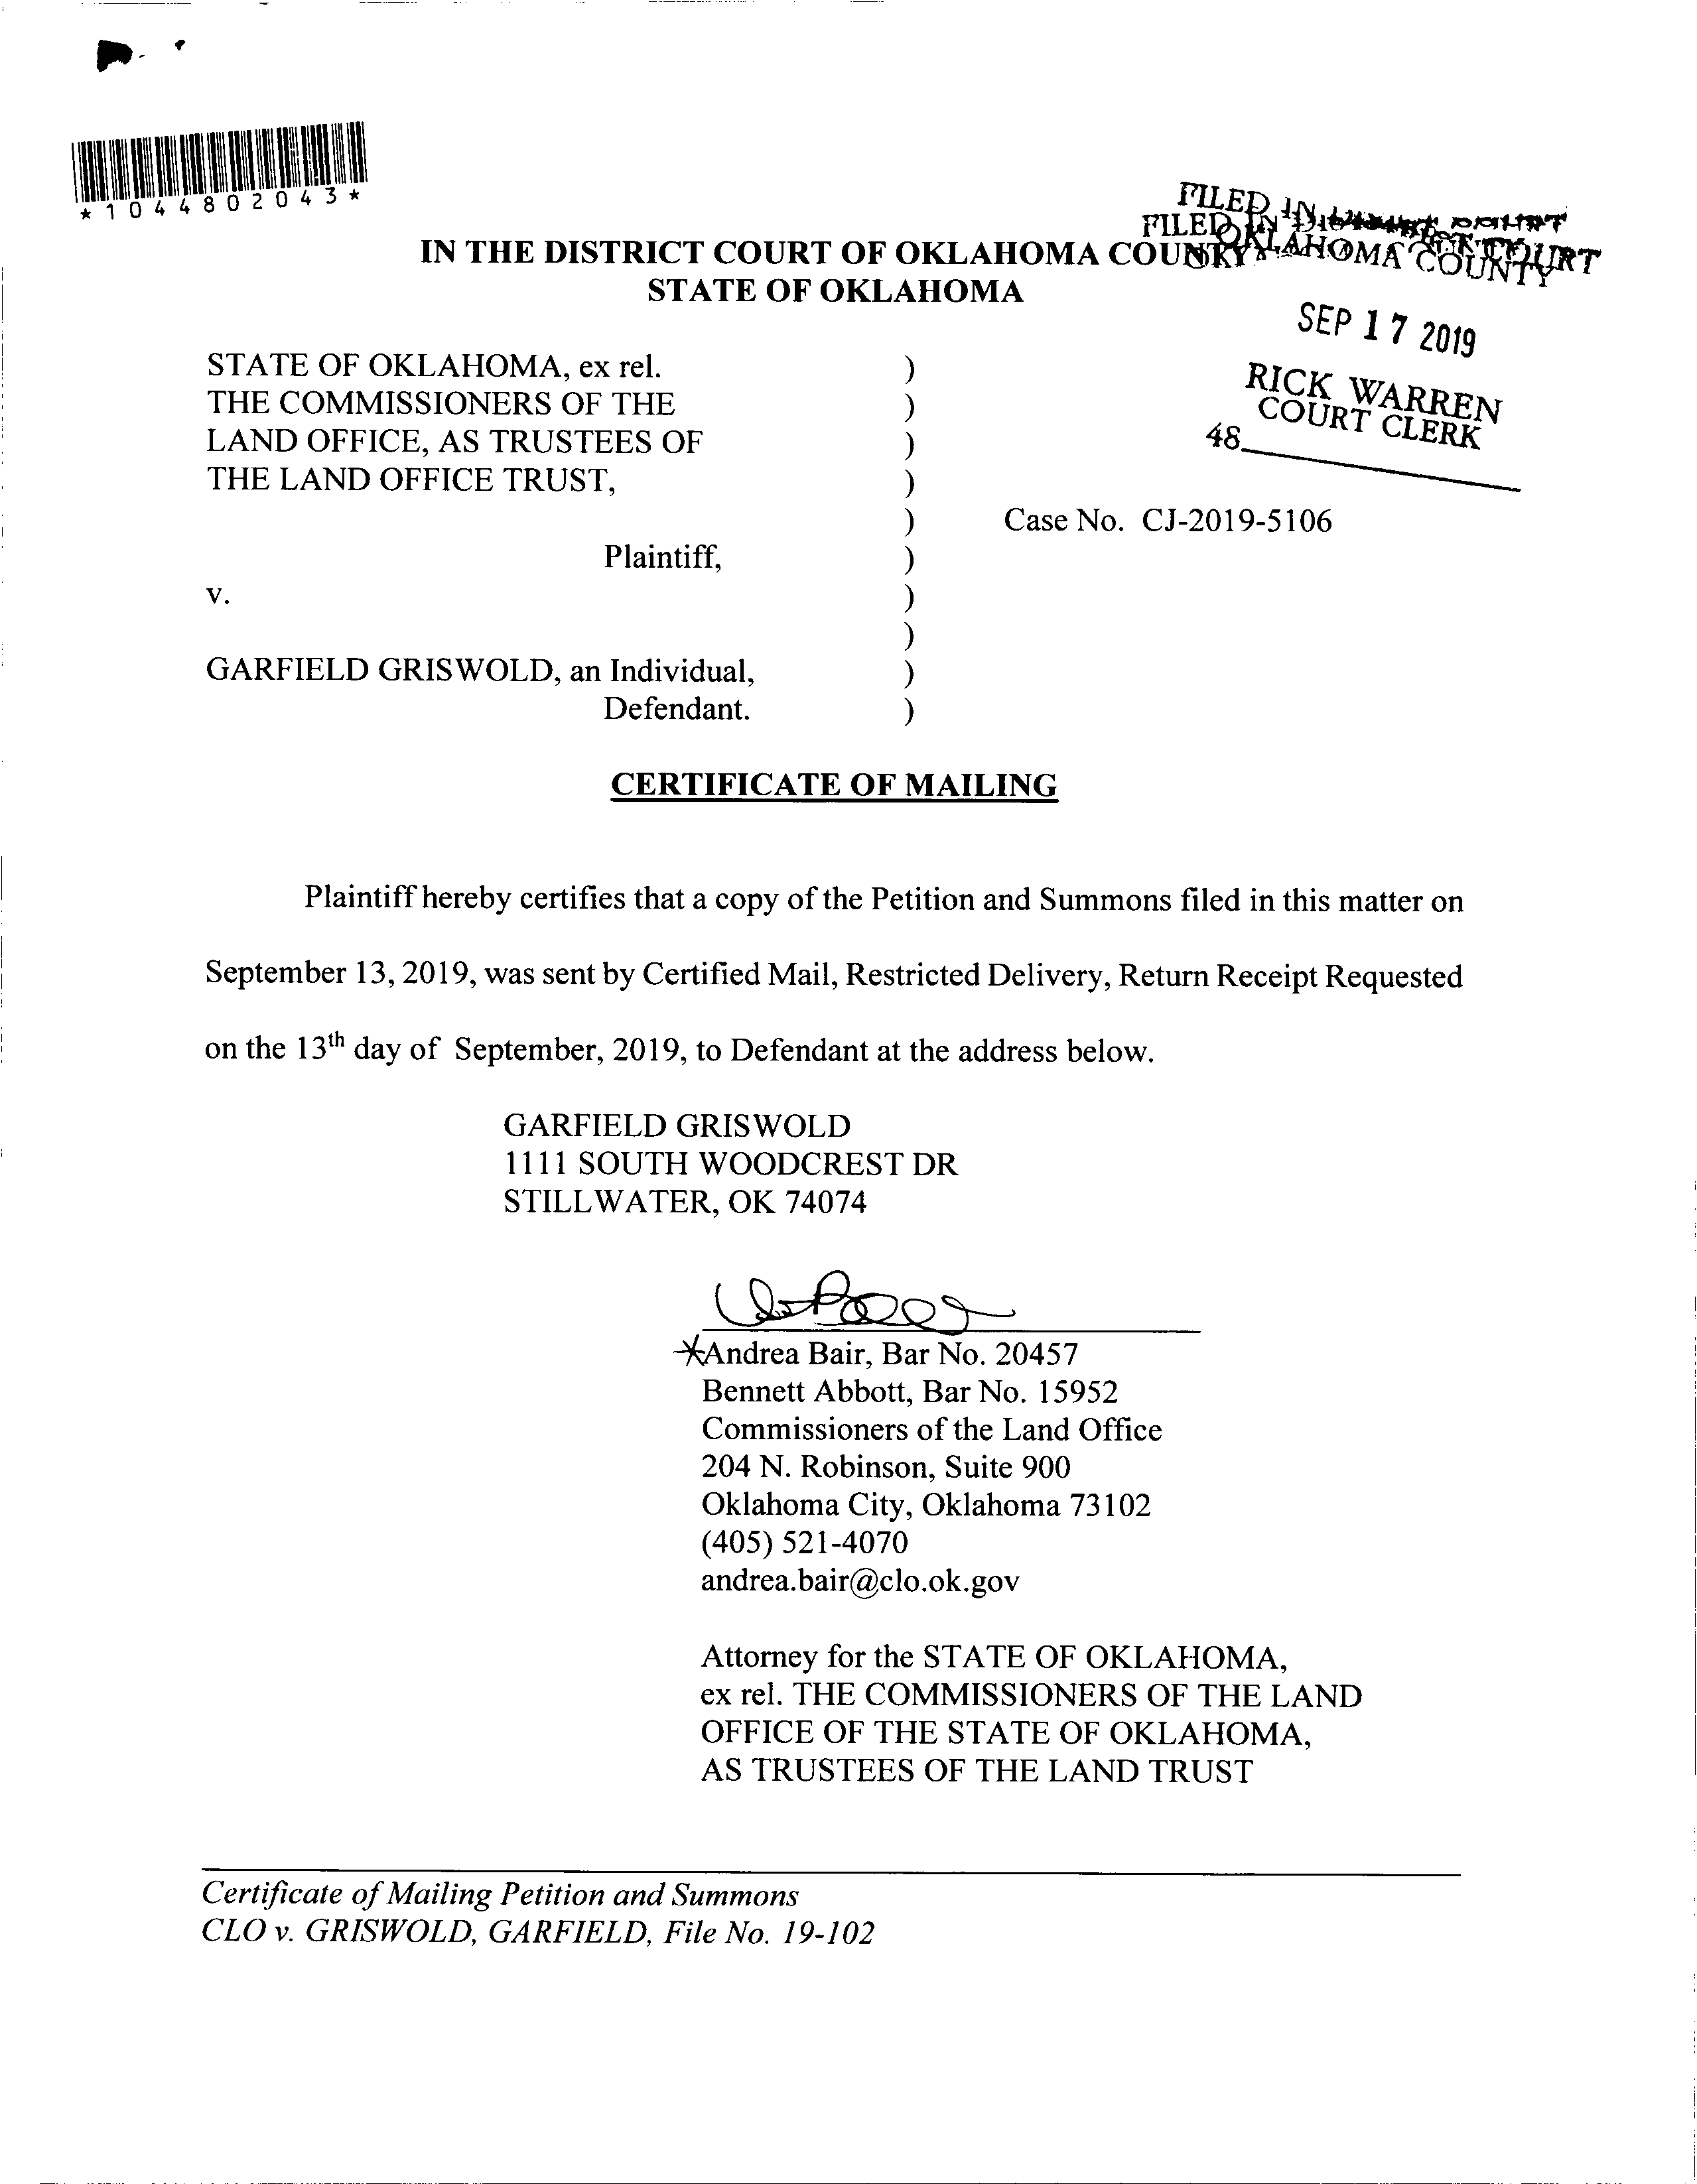 *1044802043*
FILED IN DISTRICT COURT
OKLAHOMA COUNTY
IN THE DISTRICT COURT OF OKLAHOMA COUNTY
STATE OF OKLAHOMA
SEP 17 2019
RICK WARREN
COURT CLERK
48
STATE OF OKLAHOMA, ex rel. )
THE COMMISSIONERS OF THE )
LAND OFFICE, AS TRUSTEES OF )
THE LAND OFFICE TRUST, )
) Case No. CJ-2019-5106
Plaintiff, )
v. )
)
GARFIELD GRISWOLD, an Individual, )
Defendant. )
CERTIFICATE OF MAILING
Plaintiff hereby certifies that a copy of the Petition and Summons filed in this matter on
September 13, 2019, was sent by Certified Mail, Restricted Delivery, Return Receipt Requested
on the 13th day of September, 2019, to Defendant at the address below.
GARFIELD GRISWOLD
1111 SOUTH WOODCREST DR
STILLWATER, OK 74074
*Andrea Bair, Bar No. 20457
Bennett Abbott, Bar No. 15952
Commissioners of the Land Office
204 N. Robinson, Suite 900
Oklahoma City, Oklahoma 73102
(405) 521-4070
andrea.bair@clo.ok.gov
Attorney for the STATE OF OKLAHOMA,
ex rel. THE COMMISSIONERS OF THE LAND
OFFICE OF THE STATE OF OKLAHOMA,
AS TRUSTEES OF THE LAND TRUST
Certificate of Mailing Petition and Summons
CLO v. GRISWOLD, GARFIELD, File No. 19-102